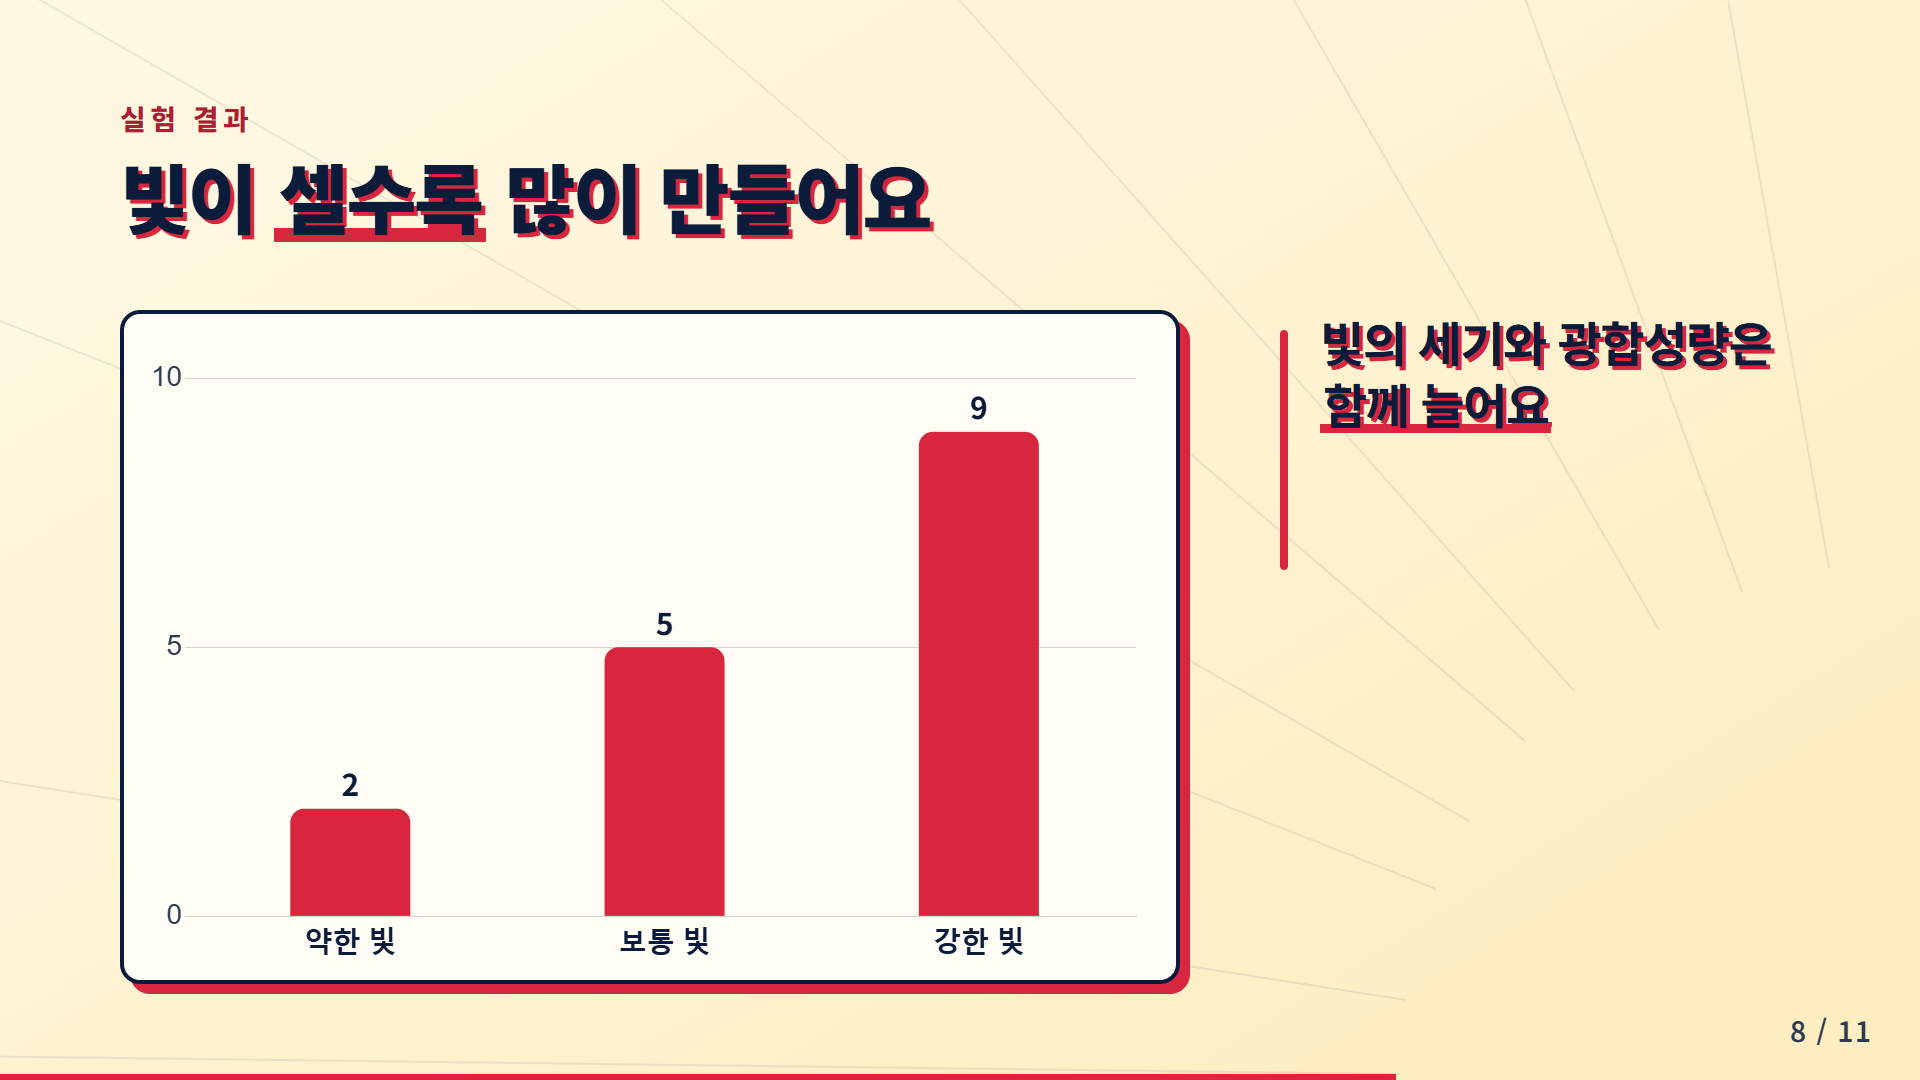 실험 결과
빛이 셀수록 많이 만들어요
10
5
0
2
5
9
약한 빛
보통 빛
강한 빛
빛의 세기와 광합성량은
함께 늘어요
8 / 11